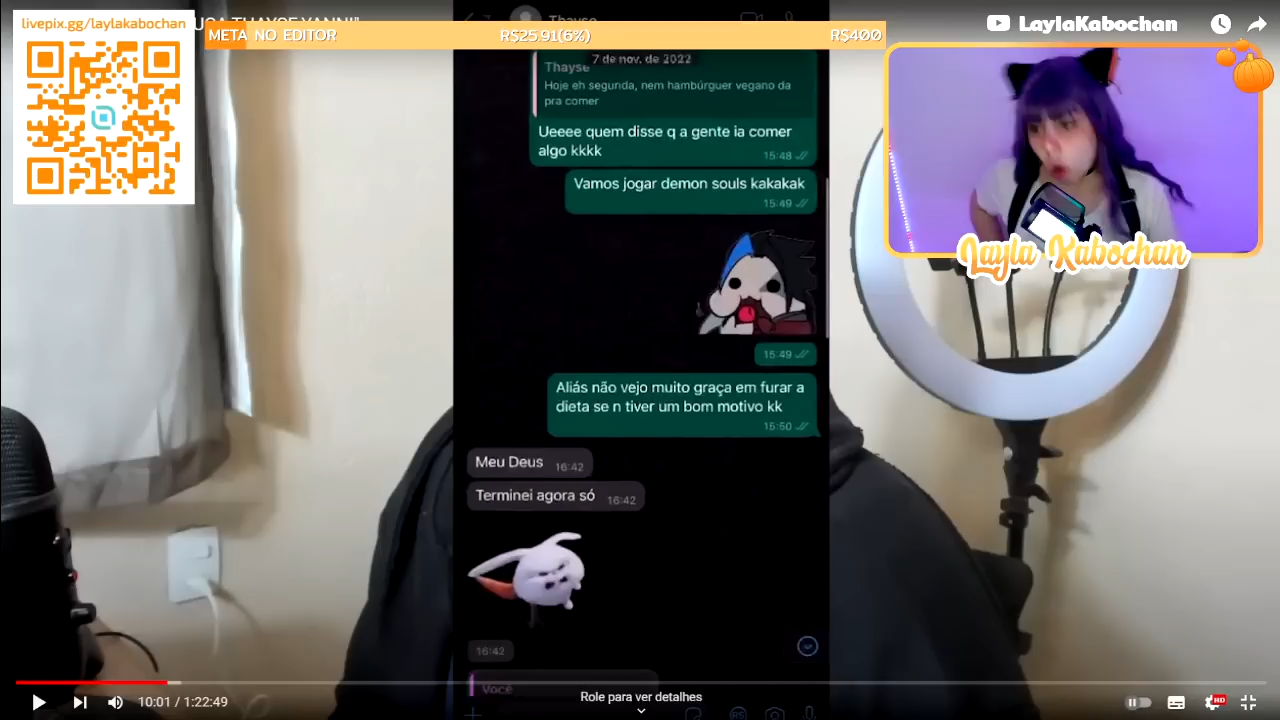 livepix.gg/laylakabochan
META NO EDITOR
R$25.91(6%)
R$400
LaylaKabochan
Layla Kabochan
Thayse
7 de nov. de 2022
Thayse
Hoje eh segunda, nem hambúrguer vegano da
pra comer
Ueeee quem disse q a gente ia comer
algo kkkk
15:48
Vamos jogar demon souls kakakak
15:49
15:49
Aliás não vejo muito graça em furar a
dieta se n tiver um bom motivo kk
15:50
Meu Deus
16:42
Terminei agora só
16:42
16:42
Você
10:01 / 1:22:49
Role para ver detalhes
HD